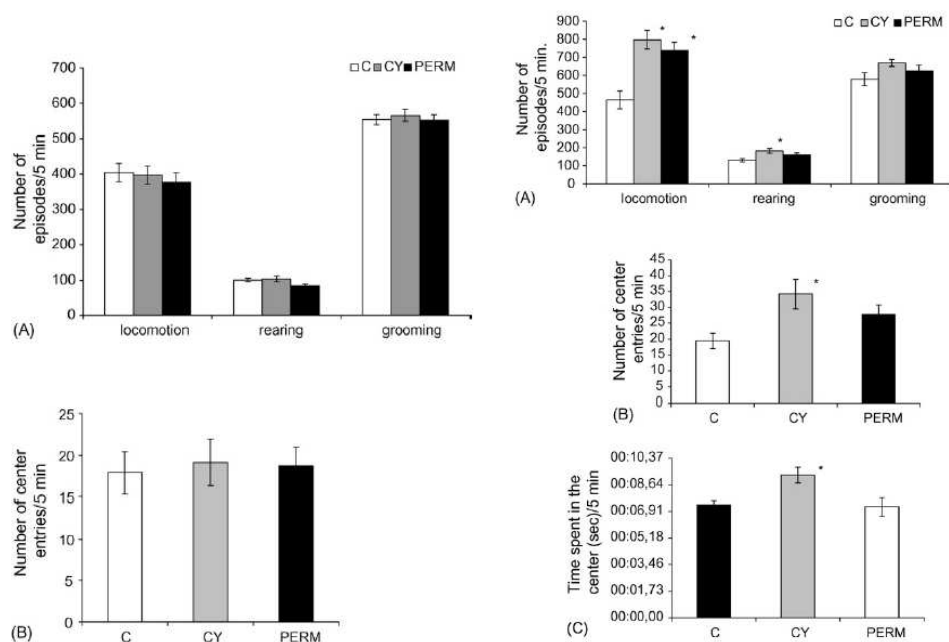 C CY PERM
Number of
episodes/5 min
700
600
500
400
300
200
100
0
locomotion
rearing
grooming
(A)
Number of center
entries/5 min
25
20
15
10
5
0
C
CY
PERM
(B)
C CY PERM
Number of
episodes/5 min.
900
800
700
600
500
400
300
200
100
0
*
*
*
locomotion
rearing
grooming
(A)
Number of center
entries/5 min
45
40
35
30
25
20
15
10
5
0
*
C
CY
PERM
(B)
Time spent in the
center (sec)/5 min
00:10,37
00:08,64
00:06,91
00:05,18
00:03,46
00:01,73
00:00,00
*
C
CY
PERM
(C)